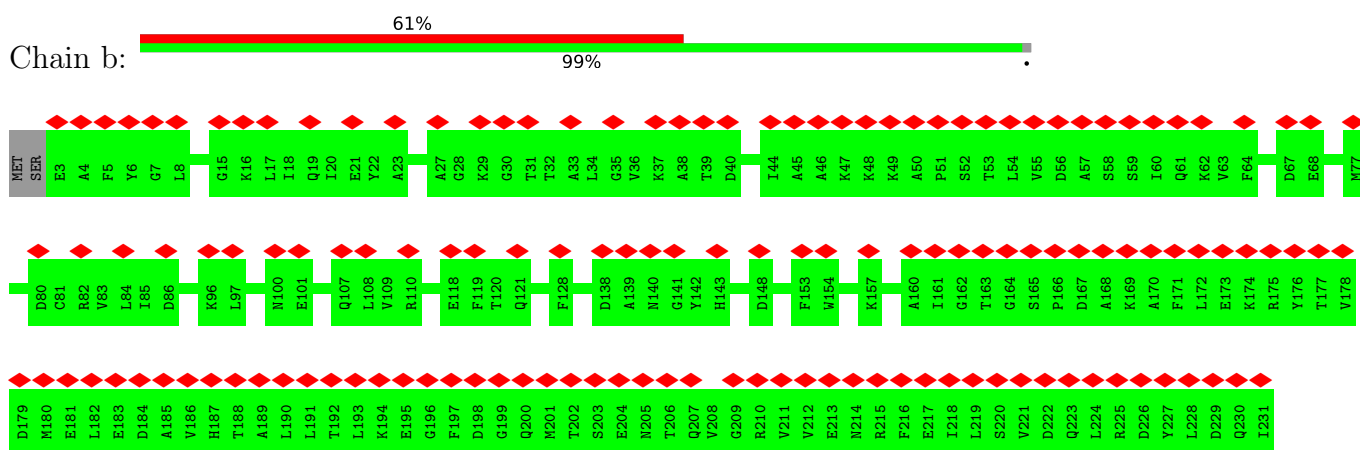 61%
Chain b:
99%
.
MET SER E3 A4 F5 Y6 G7 L8 G15 K16 L17 I18 Q19 I20 E21 Y22 A23 A27 G28 K29 G30 T31 T32 A33 L34 G35 V36 K37 A38 T39 D40 I44 A45 A46 K47 K48 K49 A50 P51 S52 T53 L54 V55 D56 A57 S58 S59 I60 Q61 K62 V63 F64 D67 E68 M77
D80 C81 R82 V83 L84 I85 D86 K96 L97 N100 E101 Q107 L108 V109 R110 E118 F119 T120 Q121 F128 D138 A139 N140 G141 Y142 H143 D148 F153 W154 K157 A160 I161 G162 T163 G164 S165 P166 D167 A168 K169 A170 F171 L172 E173 K174 R175 Y176 T177 V178
D179 M180 E181 L182 E183 D184 A185 V186 H187 T188 A189 L190 L191 T192 L193 K194 E195 G196 F197 D198 G199 Q200 M201 T202 S203 E204 N205 T206 Q207 V208 G209 R210 V211 V212 E213 N214 R215 F216 E217 I218 L219 S220 V221 D222 Q223 L224 R225 D226 Y227 L228 D229 Q230 I231